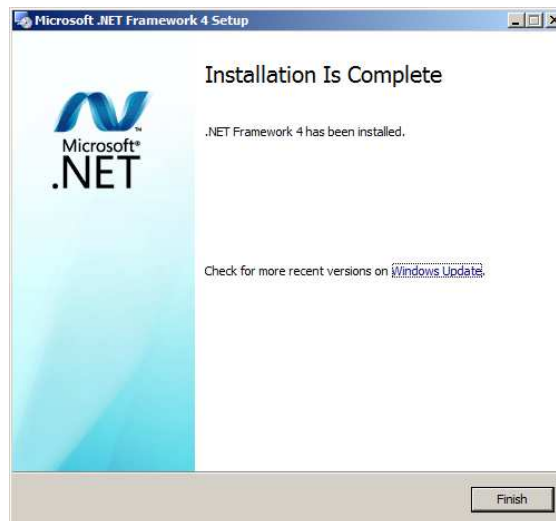 Microsoft .NET Framework 4 Setup
Installation Is Complete
.NET Framework 4 has been installed.
Microsoft®
.NET™
Check for more recent versions on Windows Update.
Finish